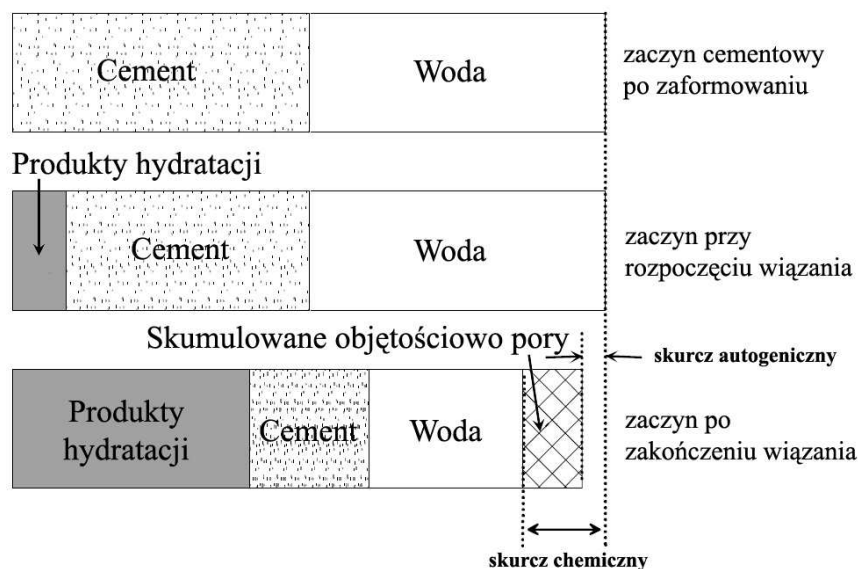 Cement
Woda
zaczyn cementowy
po zaformowaniu
Produkty hydratacji
Cement
Woda
zaczyn przy
rozpoczęciu wiązania
Skumulowane objętościowo pory
skurcz autogeniczny
Produkty
hydratacji
Cement
Woda
zaczyn po
zakończeniu wiązania
skurcz chemiczny